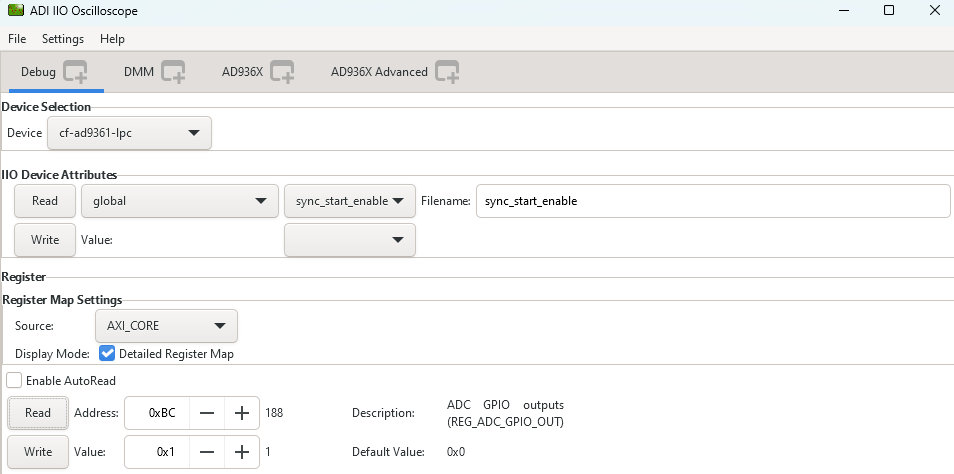 ADI IIO Oscilloscope
File Settings Help
Debug DMM AD936X AD936X Advanced
Device Selection
Device cf-ad9361-lpc
IIO Device Attributes
Read global sync_start_enable Filename: sync_start_enable
Write Value:
Register
Register Map Settings
Source: AXI_CORE
Display Mode: Detailed Register Map
Enable AutoRead
Read Address: 0xBC 188 Description: ADC GPIO outputs
(REG_ADC_GPIO_OUT)
Write Value: 0x1 1 Default Value: 0x0